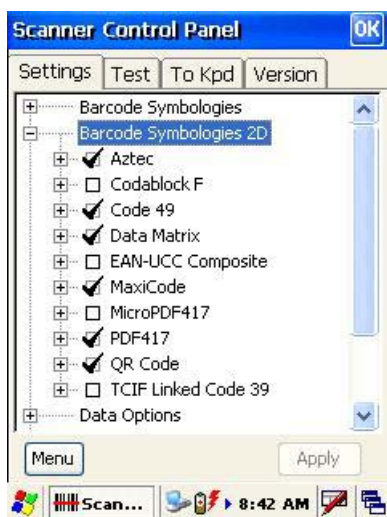 Scanner Control Panel OK
Settings Test To Kpd Version
Barcode Symbologies
Barcode Symbologies 2D
Aztec
Codablock F
Code 49
Data Matrix
EAN-UCC Composite
MaxiCode
MicroPDF417
PDF417
QR Code
TCIF Linked Code 39
Data Options
Menu Apply
Scan... 8:42 AM